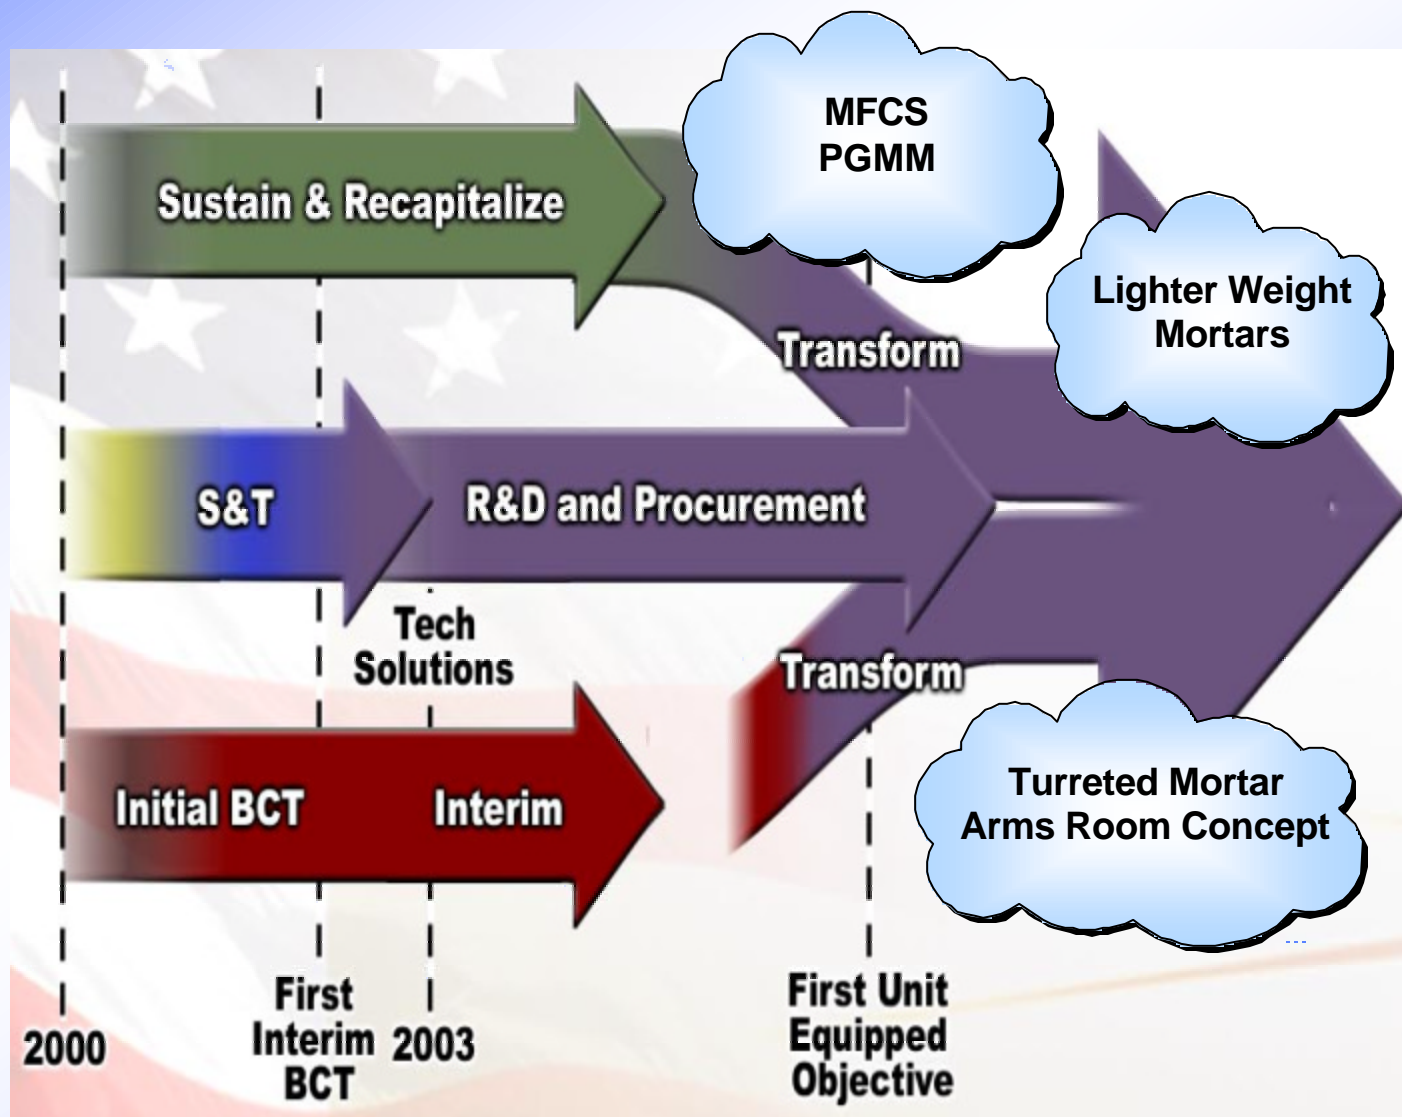 MFCS
PGMM
Sustain & Recapitalize
Lighter Weight
Mortars
Transform
S&T
R&D and Procurement
Tech
Solutions
Transform
Initial BCT
Interim
Turreted Mortar
Arms Room Concept
2000
First
Interim
BCT
2003
First Unit
Equipped
Objective